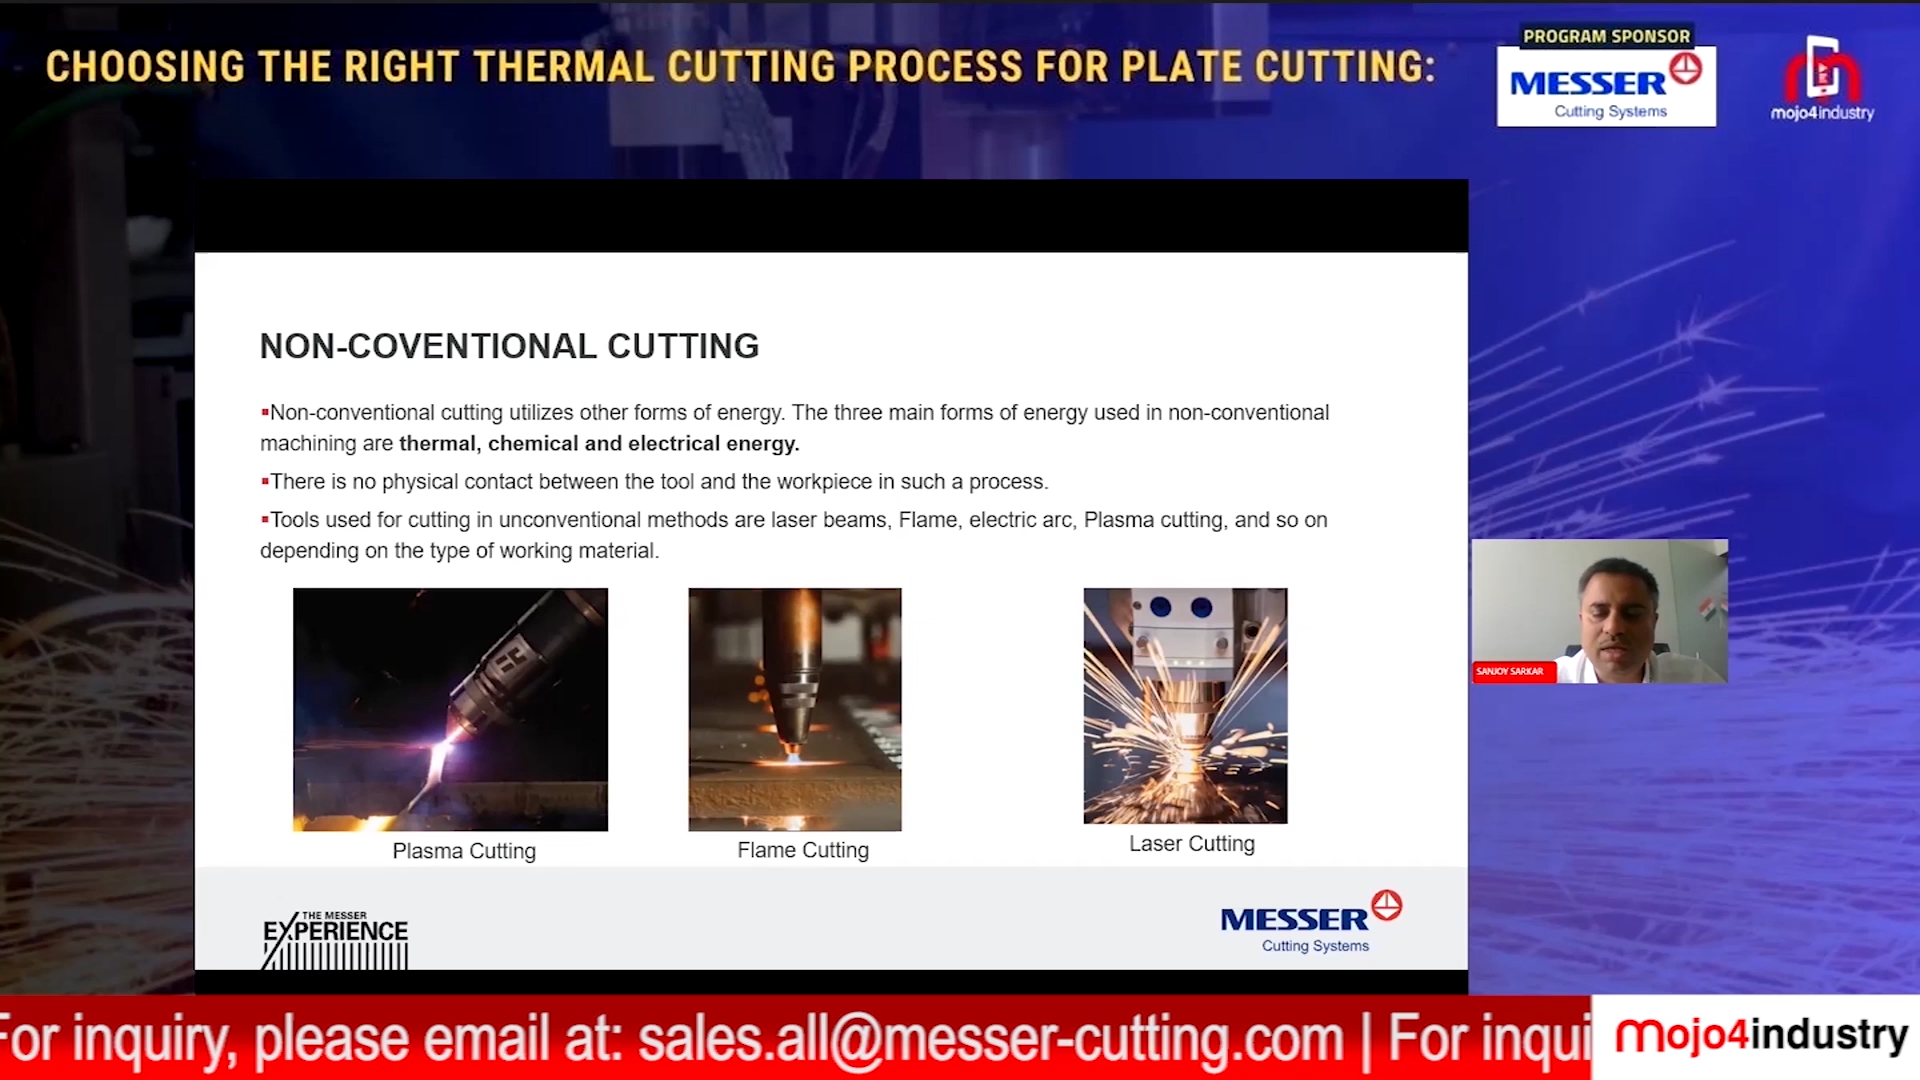 CHOOSING THE RIGHT THERMAL CUTTING PROCESS FOR PLATE CUTTING:
PROGRAM SPONSOR
MESSER
Cutting Systems
mojo4industry
NON-COVENTIONAL CUTTING
▪Non-conventional cutting utilizes other forms of energy. The three main forms of energy used in non-conventional
machining are thermal, chemical and electrical energy.
▪There is no physical contact between the tool and the workpiece in such a process.
▪Tools used for cutting in unconventional methods are laser beams, Flame, electric arc, Plasma cutting, and so on
depending on the type of working material.
SANJOY SARKAR
Plasma Cutting
Flame Cutting
Laser Cutting
THE MESSER
EXPERIENCE
MESSER
Cutting Systems
For inquiry, please email at: sales.all@messer-cutting.com | For inqui
mojo4industry